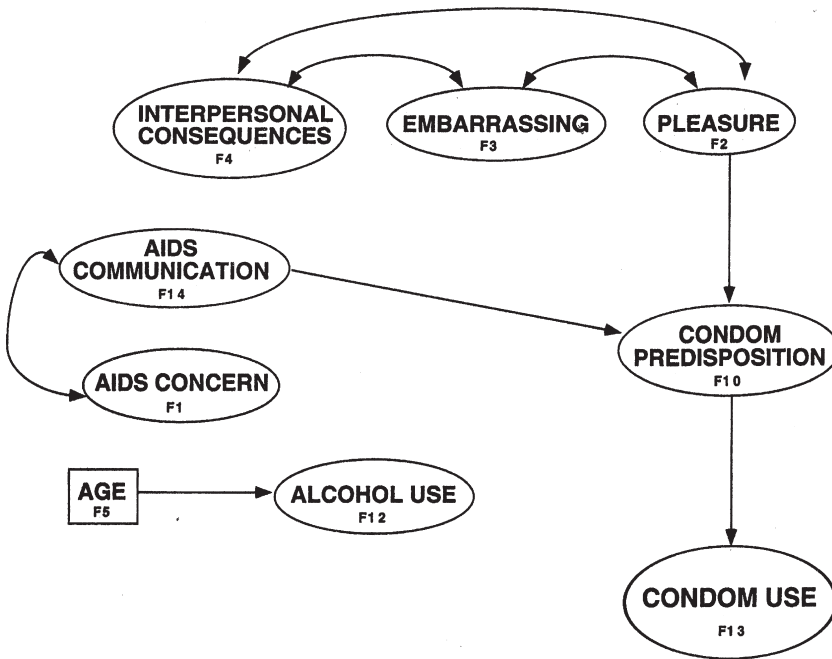 INTERPERSONAL
CONSEQUENCES
F4
EMBARRASSING
F3
PLEASURE
F2
AIDS
COMMUNICATION
F14
CONDOM
PREDISPOSITION
F10
AIDS CONCERN
F1
AGE
F5
ALCOHOL USE
F12
CONDOM USE
F13